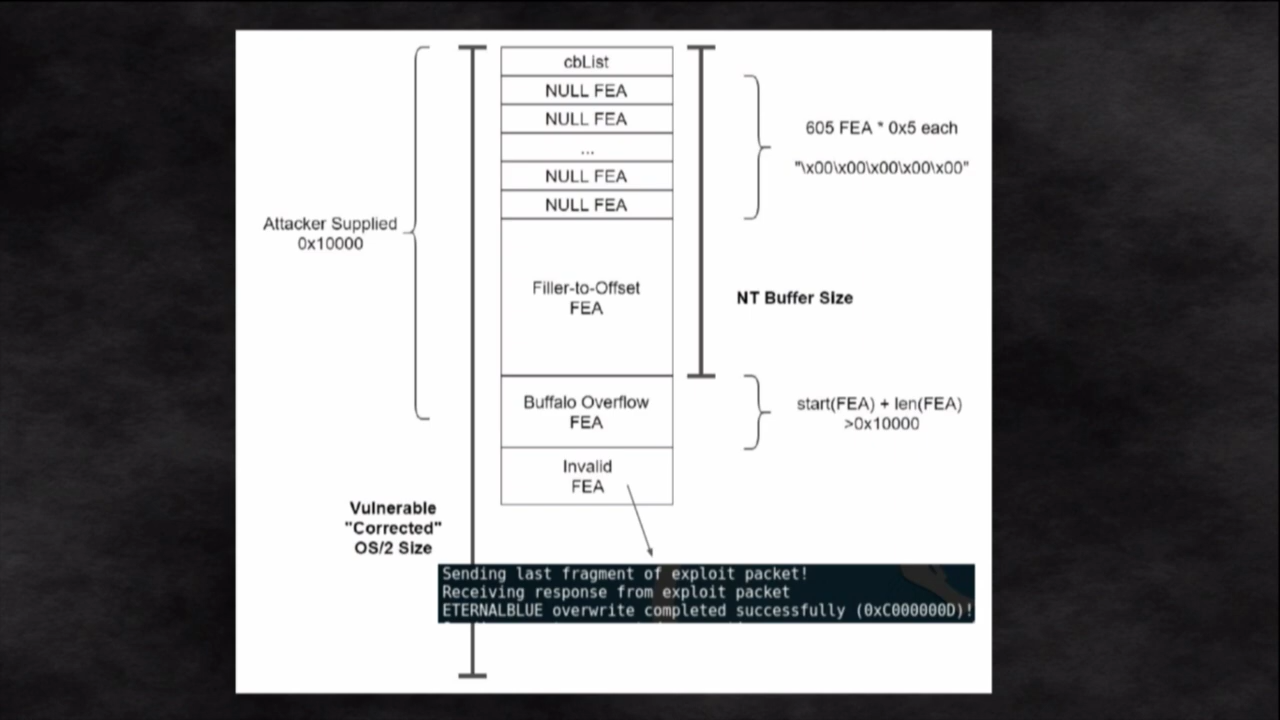 cbList
NULL FEA
NULL FEA
...
NULL FEA
NULL FEA
605 FEA * 0x5 each
"\x00\x00\x00\x00\x00"
Attacker Supplied
0x10000
Filler-to-Offset
FEA
NT Buffer Size
Buffalo Overflow
FEA
start(FEA) + len(FEA)
>0x10000
Invalid
FEA
Vulnerable
"Corrected"
OS/2 Size
Sending last fragment of exploit packet!
Receiving response from exploit packet
ETERNALBLUE overwrite completed successfully (0xC000000D)!